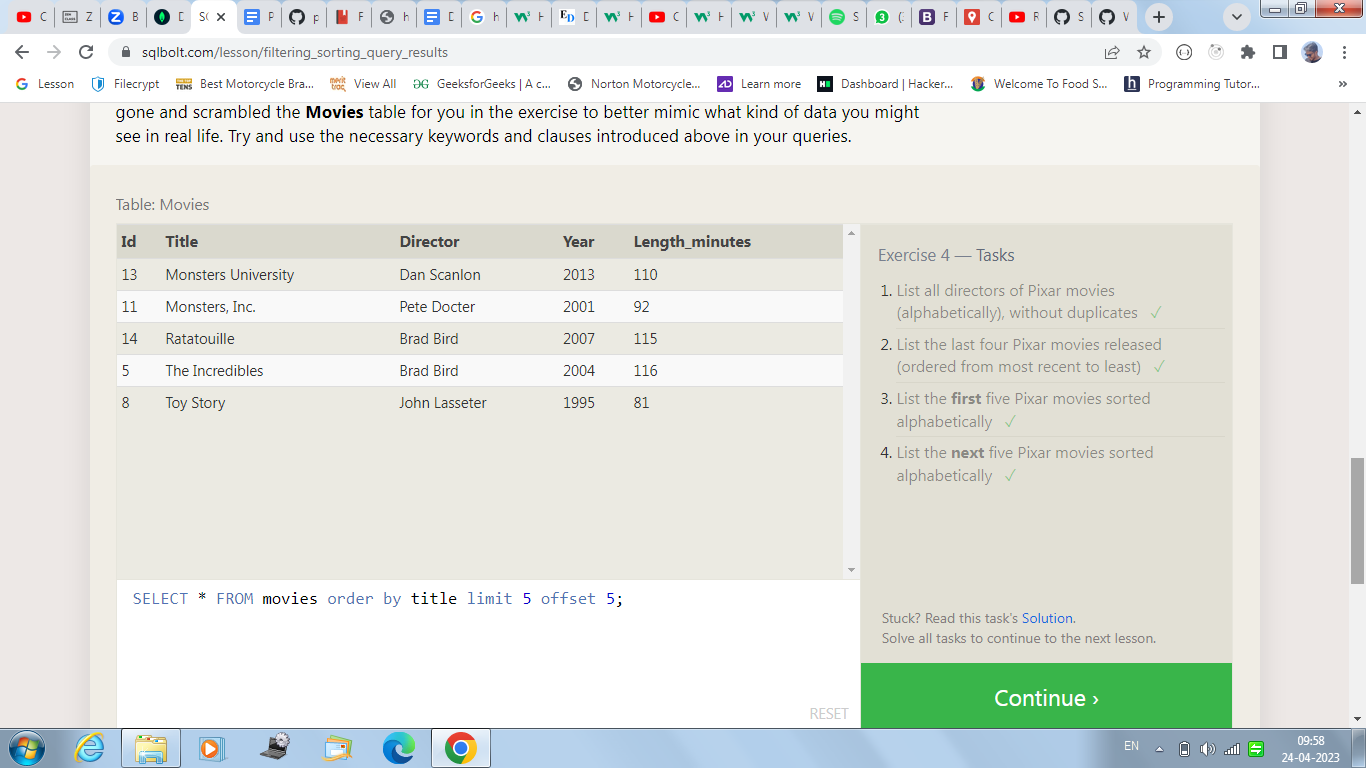 C Z B D SC P p F h D h H D H C H V V S (: F C R S V
sqlbolt.com/lesson/filtering_sorting_query_results
Lesson Filecrypt Best Motorcycle Bra... View All GeeksforGeeks | A c... Norton Motorcycle... Learn more Dashboard | Hacker... Welcome To Food S... Programming Tutor... »
gone and scrambled the Movies table for you in the exercise to better mimic what kind of data you might
see in real life. Try and use the necessary keywords and clauses introduced above in your queries.
Table: Movies
Id Title Director Year Length_minutes
13 Monsters University Dan Scanlon 2013 110
11 Monsters, Inc. Pete Docter 2001 92
14 Ratatouille Brad Bird 2007 115
5 The Incredibles Brad Bird 2004 116
8 Toy Story John Lasseter 1995 81
SELECT * FROM movies order by title limit 5 offset 5;
RESET
Exercise 4 — Tasks
1. List all directors of Pixar movies
(alphabetically), without duplicates ✓
2. List the last four Pixar movies released
(ordered from most recent to least) ✓
3. List the first five Pixar movies sorted
alphabetically ✓
4. List the next five Pixar movies sorted
alphabetically ✓
Stuck? Read this task's Solution.
Solve all tasks to continue to the next lesson.
Continue ›
EN
09:58
24-04-2023